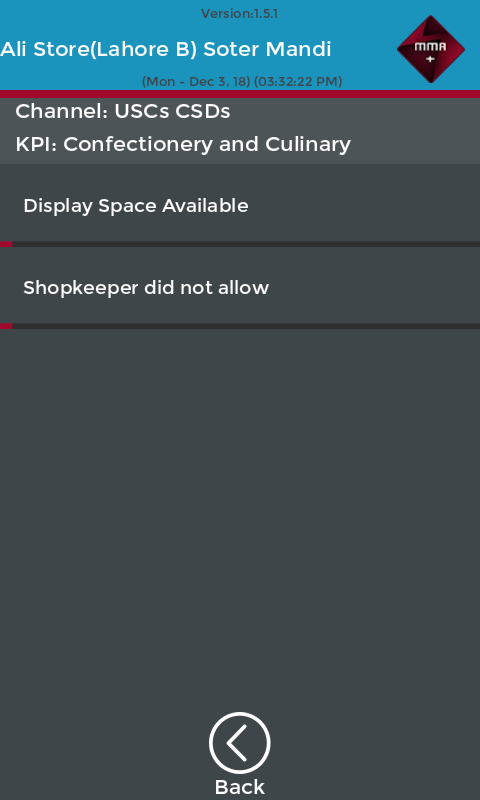 Version:1.5.1
Ali Store(Lahore B) Soter Mandi
MMA
+
(Mon - Dec 3, 18) (03:32:22 PM)
Channel: USCs CSDs
KPI: Confectionery and Culinary
Display Space Available
Shopkeeper did not allow
Back